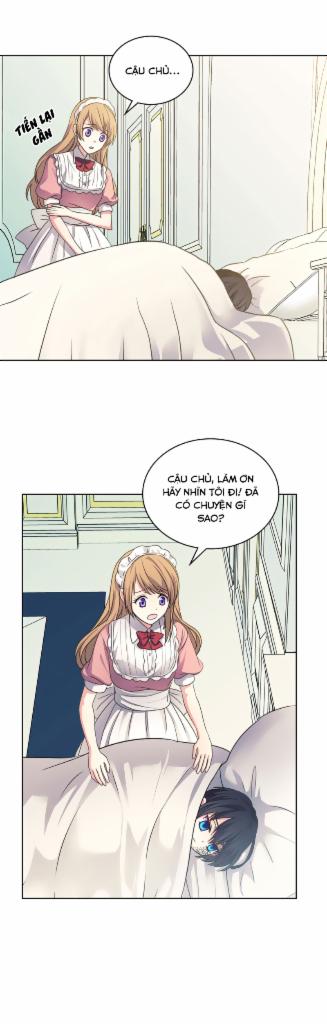 CẬU CHỦ...
TIẾN LẠI
GẦN
CẬU CHỦ, LÀM ƠN
HÃY NHÌN TÔI ĐI! ĐÃ
CÓ CHUYỆN GÌ
SAO?